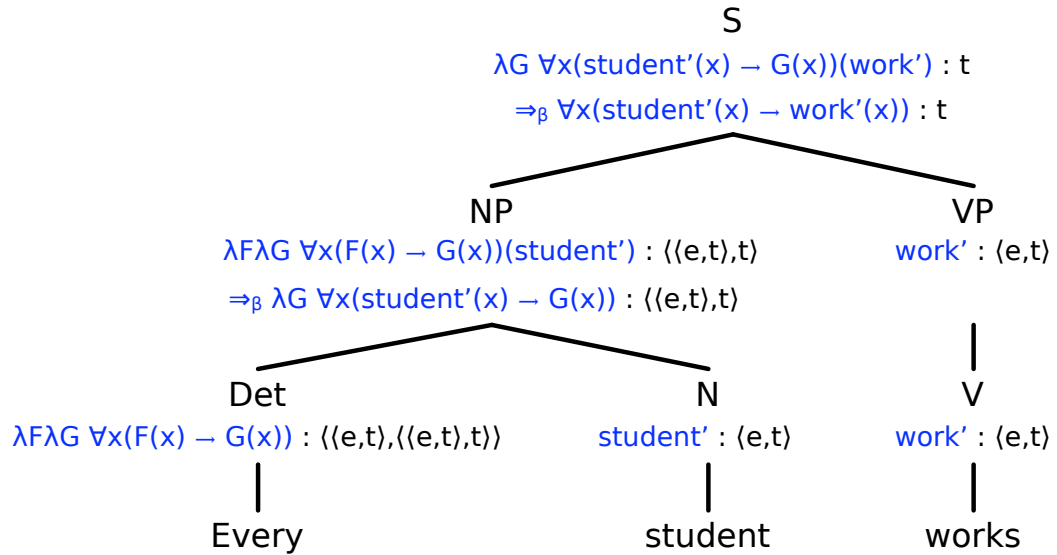 S
λG ∀x(student’(x) → G(x))(work’) : t
⇒β ∀x(student’(x) → work’(x)) : t
NP VP
λFλG ∀x(F(x) → G(x))(student’) : ⟨⟨e,t⟩,t⟩ work’ : ⟨e,t⟩
⇒β λG ∀x(student’(x) → G(x)) : ⟨⟨e,t⟩,t⟩
Det N V
λFλG ∀x(F(x) → G(x)) : ⟨⟨e,t⟩,⟨⟨e,t⟩,t⟩⟩ student’ : ⟨e,t⟩ work’ : ⟨e,t⟩
Every student works